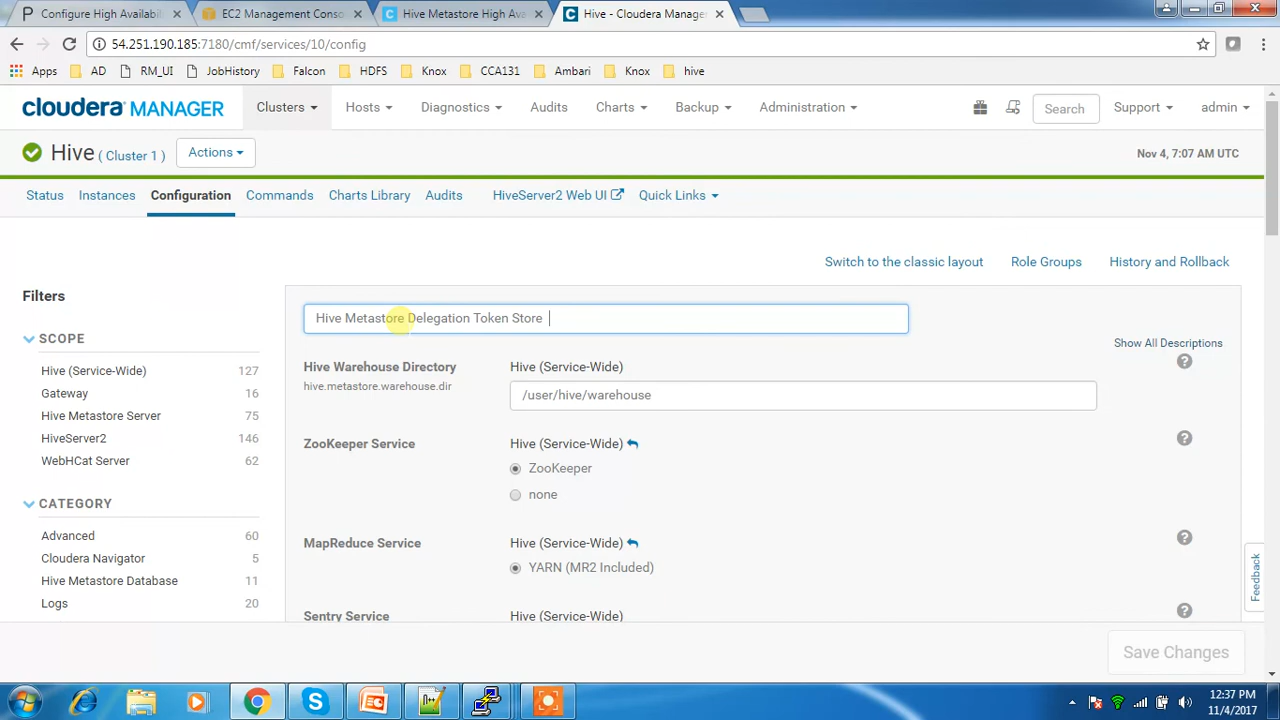 Configure High Availabi
EC2 Management Conso
Hive Metastore High Ava
Hive - Cloudera Manager
54.251.190.185:7180/cmf/services/10/config
Apps AD RM_UI JobHistory Falcon HDFS Knox CCA131 Ambari Knox hive
cloudera MANAGER Clusters Hosts Diagnostics Audits Charts Backup Administration Search Support admin
Hive ( Cluster 1 ) Actions Nov 4, 7:07 AM UTC
Status Instances Configuration Commands Charts Library Audits HiveServer2 Web UI Quick Links
Switch to the classic layout Role Groups History and Rollback
Filters
Hive Metastore Delegation Token Store
SCOPE
Show All Descriptions
Hive (Service-Wide) 127
Gateway 16
Hive Metastore Server 75
HiveServer2 146
WebHCat Server 62
CATEGORY
Advanced 60
Cloudera Navigator 5
Hive Metastore Database 11
Logs 20
Hive Warehouse Directory Hive (Service-Wide)
hive.metastore.warehouse.dir
/user/hive/warehouse
ZooKeeper Service Hive (Service-Wide)
ZooKeeper
none
MapReduce Service Hive (Service-Wide)
YARN (MR2 Included)
Sentry Service Hive (Service-Wide)
Feedback
Save Changes
12:37 PM
11/4/2017